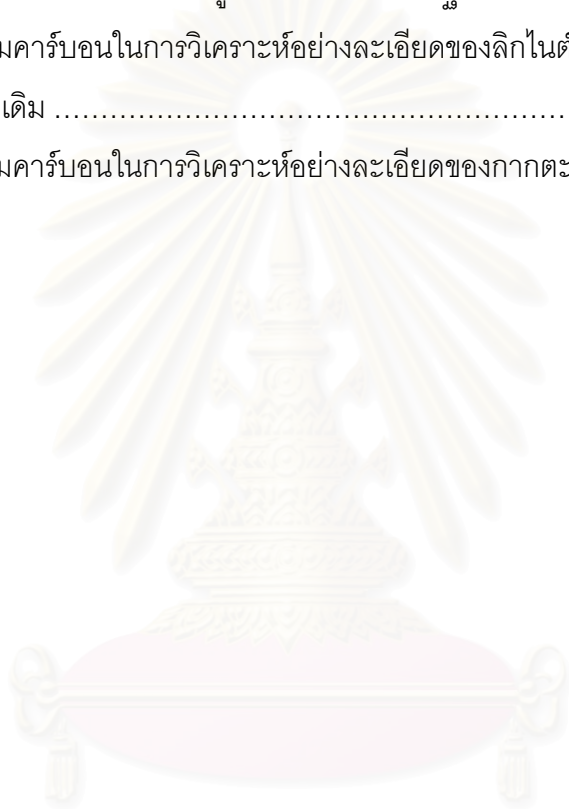 มคาร์บอนในการวิเคราะห์อย่างละเอียดของลิกไนต์
เดิม ......................................................
มคาร์บอนในการวิเคราะห์อย่างละเอียดของกากตะ